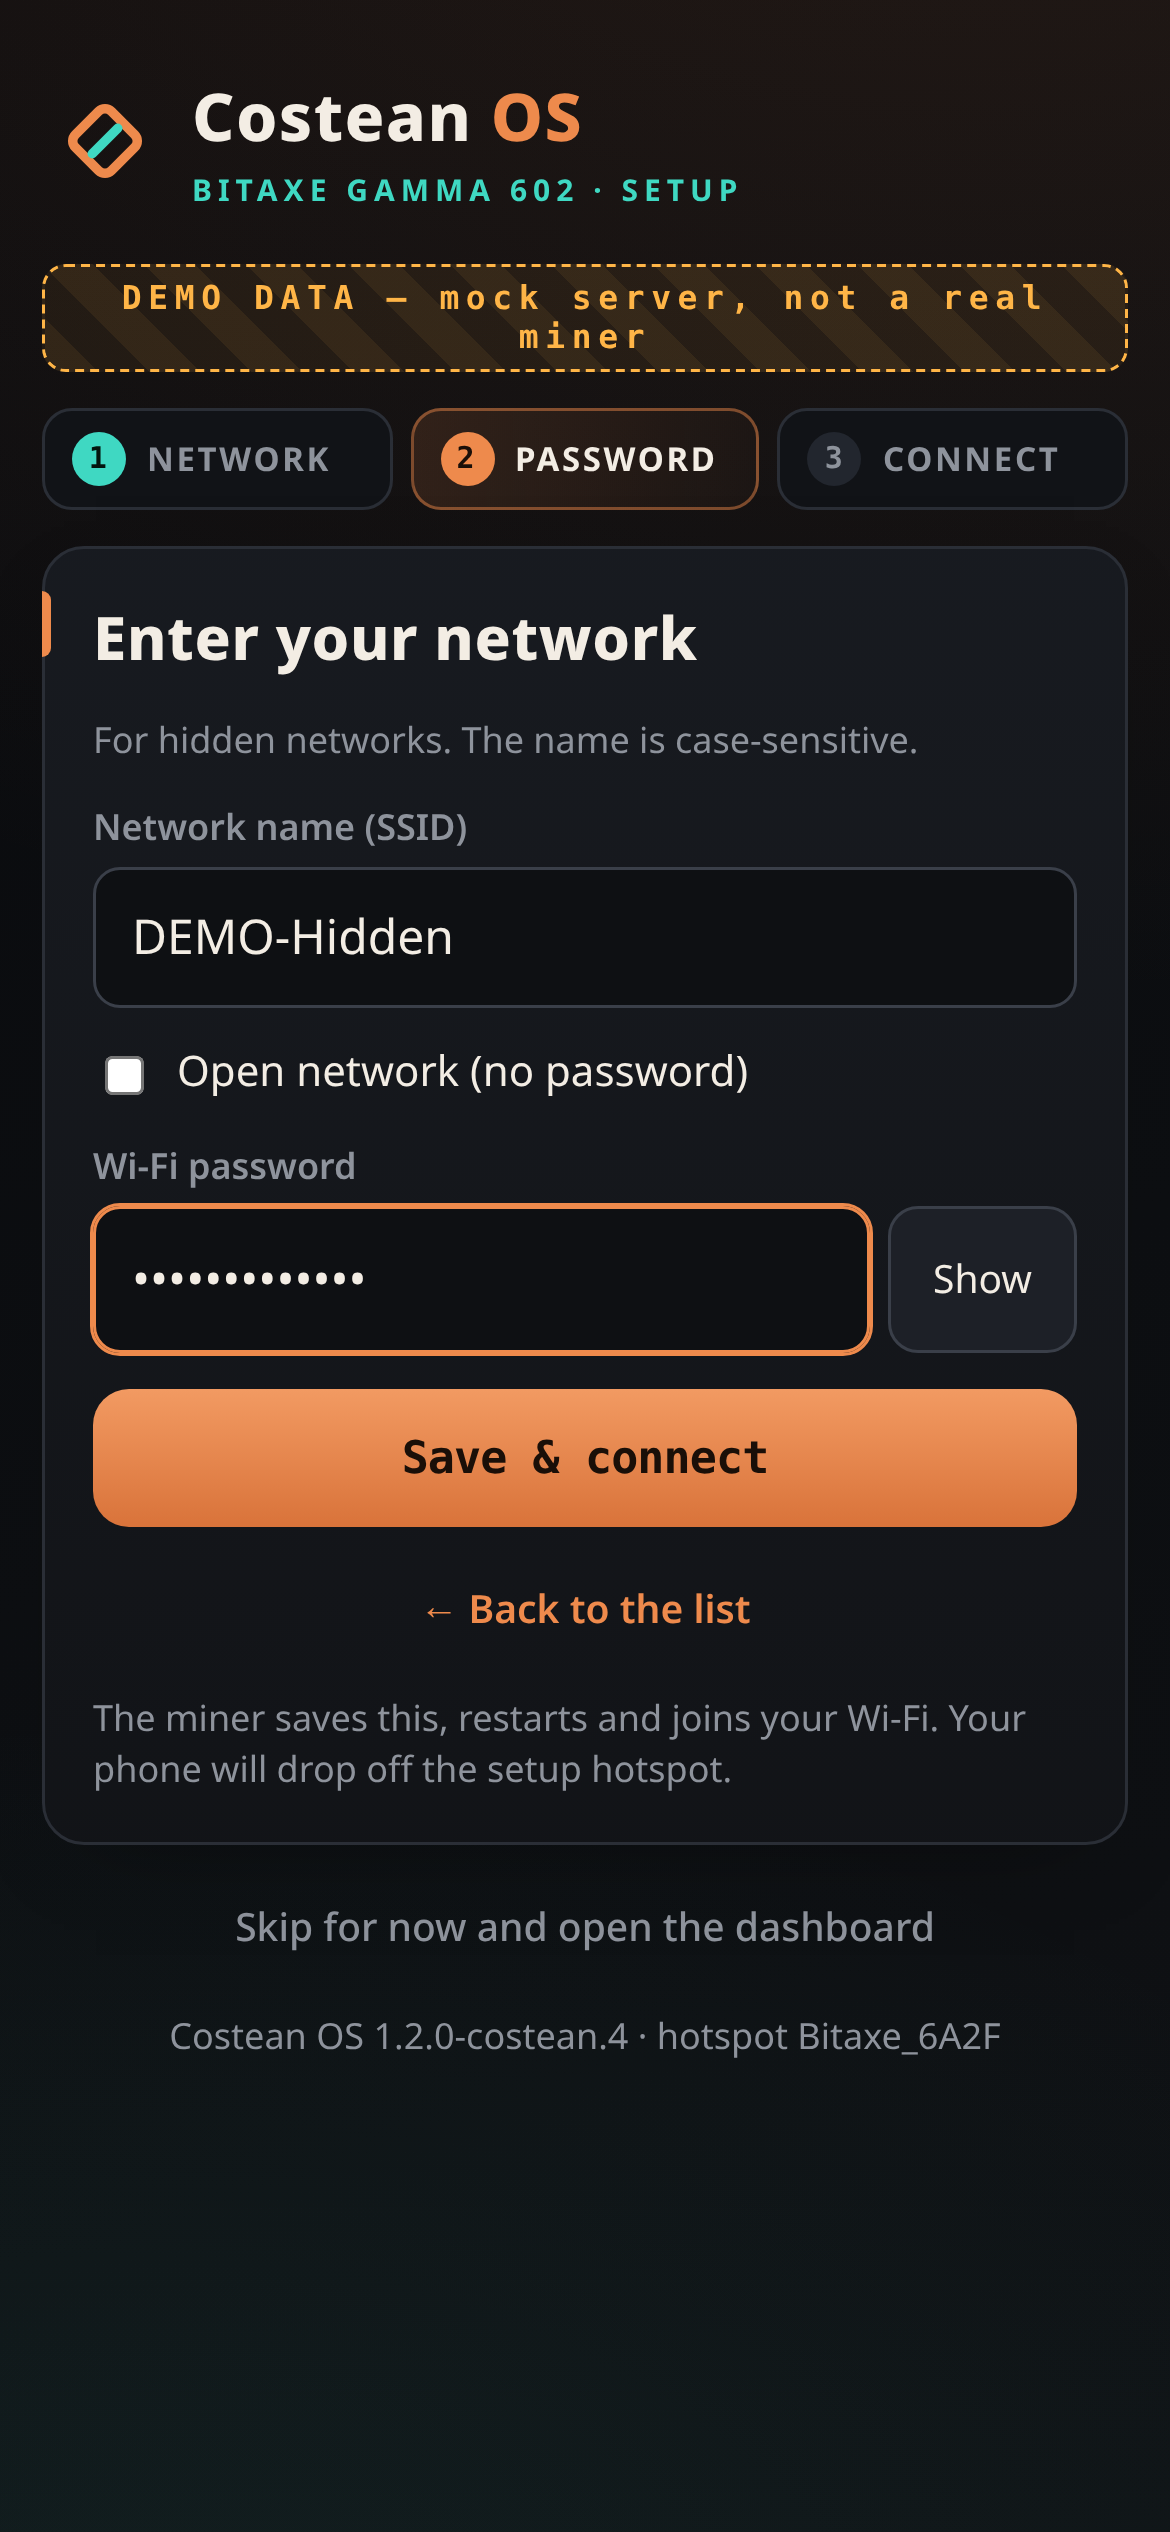 Costean OS
BITAXE GAMMA 602 · SETUP
DEMO DATA — mock server, not a real
miner
1 NETWORK
2 PASSWORD
3 CONNECT
Enter your network
For hidden networks. The name is case-sensitive.
Network name (SSID)
DEMO-Hidden
Open network (no password)
Wi-Fi password
•••••••••••••
Show
Save & connect
← Back to the list
The miner saves this, restarts and joins your Wi-Fi. Your
phone will drop off the setup hotspot.
Skip for now and open the dashboard
Costean OS 1.2.0-costean.4 · hotspot Bitaxe_6A2F